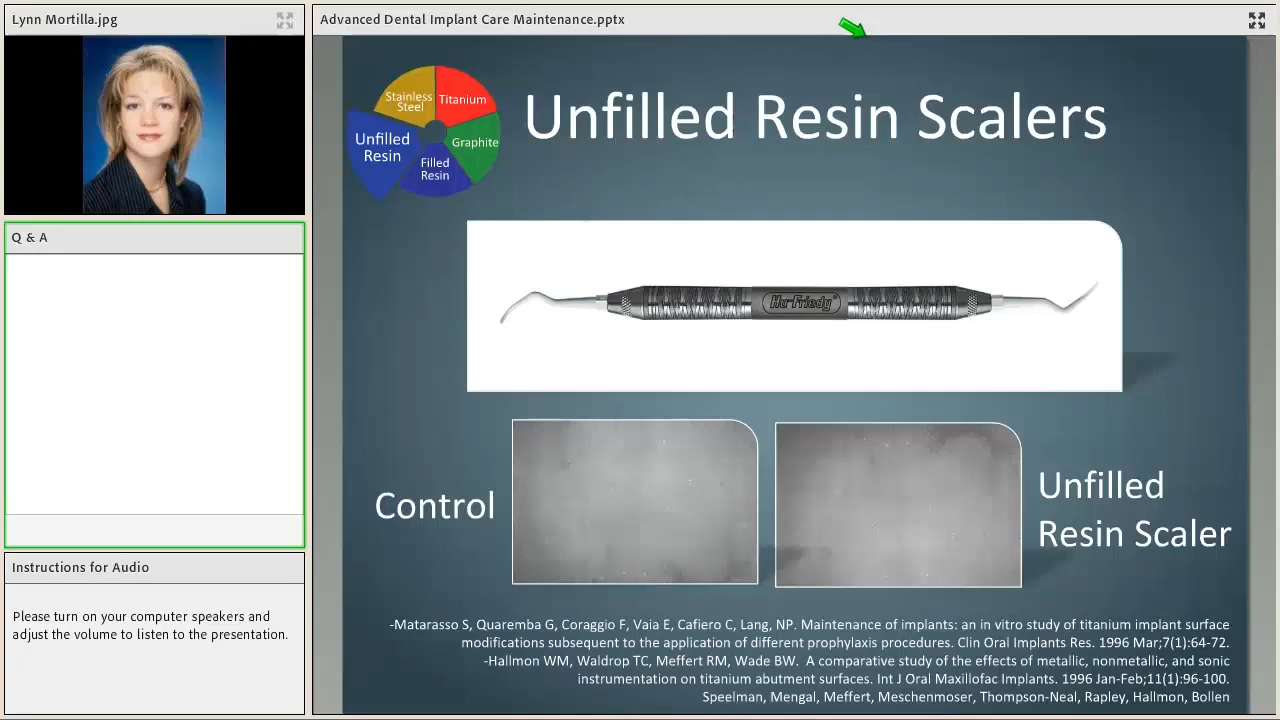 Lynn Mortilla.jpg
Advanced Dental Implant Care Maintenance.pptx
Stainless
Steel
Titanium
Unfilled
Resin
Graphite
Filled
Resin
Unfilled Resin Scalers
Q & A
Hu-Friedy®
Control
Unfilled
Resin Scaler
Instructions for Audio
Please turn on your computer speakers and
adjust the volume to listen to the presentation.
-Matarasso S, Quaremba G, Coraggio F, Vaia E, Cafiero C, Lang, NP. Maintenance of implants: an in vitro study of titanium implant surface
modifications subsequent to the application of different prophylaxis procedures. Clin Oral Implants Res. 1996 Mar;7(1):64-72.
-Hallmon WM, Waldrop TC, Meffert RM, Wade BW.  A comparative study of the effects of metallic, nonmetallic, and sonic
instrumentation on titanium abutment surfaces. Int J Oral Maxillofac Implants. 1996 Jan-Feb;11(1):96-100.
Speelman, Mengal, Meffert, Meschenmoser, Thompson-Neal, Rapley, Hallmon, Bollen